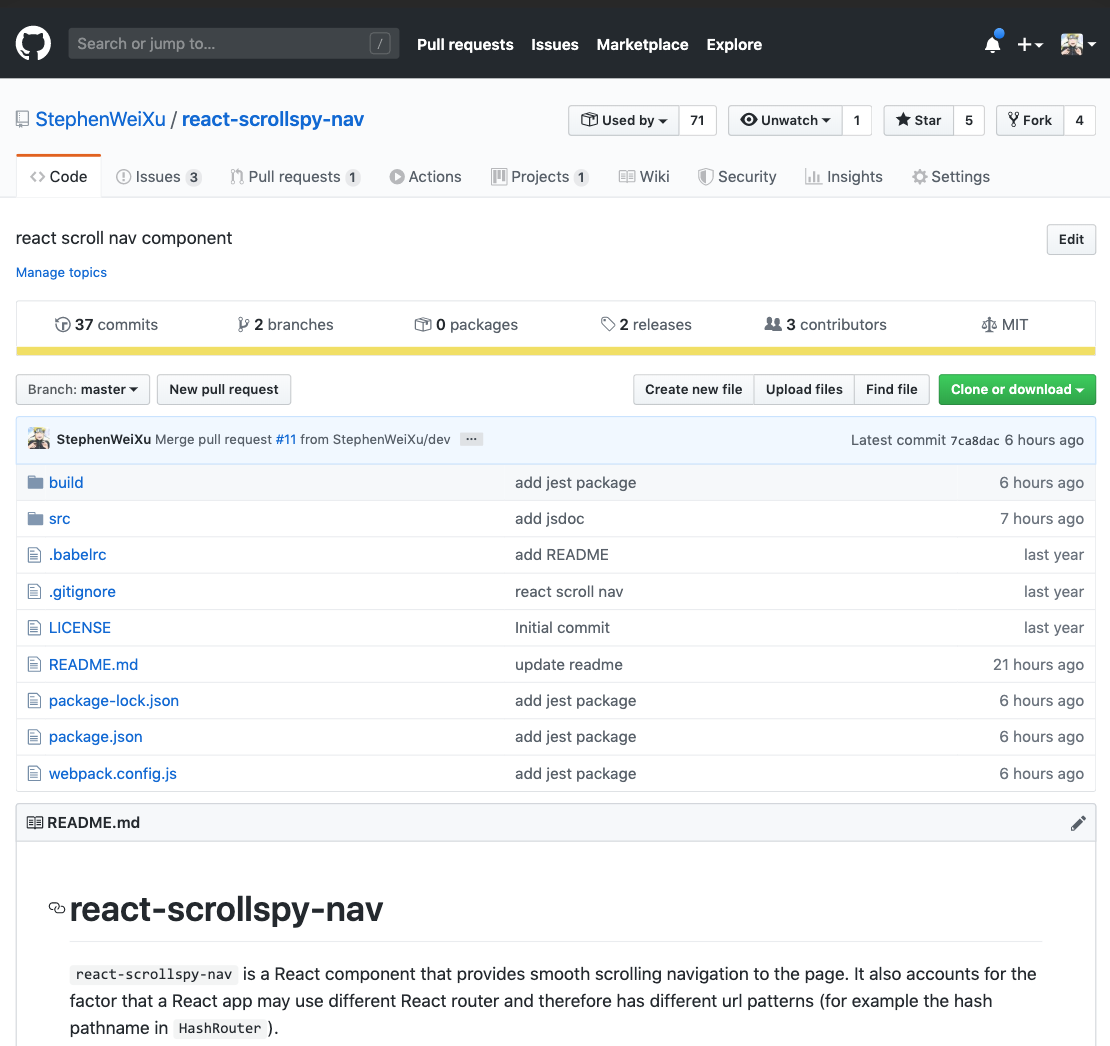 Search or jump to... / Pull requests Issues Marketplace Explore
StephenWeiXu / react-scrollspy-nav Used by 71 Unwatch 1 Star 5 Fork 4
Code Issues 3 Pull requests 1 Actions Projects 1 Wiki Security Insights Settings
react scroll nav component Edit
Manage topics
37 commits 2 branches 0 packages 2 releases 3 contributors MIT
Branch: master New pull request Create new file Upload files Find file Clone or download
StephenWeiXu Merge pull request #11 from StephenWeiXu/dev ... Latest commit 7ca8dac 6 hours ago
build add jest package 6 hours ago
src add jsdoc 7 hours ago
.babelrc add README last year
.gitignore react scroll nav last year
LICENSE Initial commit last year
README.md update readme 21 hours ago
package-lock.json add jest package 6 hours ago
package.json add jest package 6 hours ago
webpack.config.js add jest package 6 hours ago
README.md
react-scrollspy-nav
react-scrollspy-nav is a React component that provides smooth scrolling navigation to the page. It also accounts for the
factor that a React app may use different React router and therefore has different url patterns (for example the hash
pathname in HashRouter ).